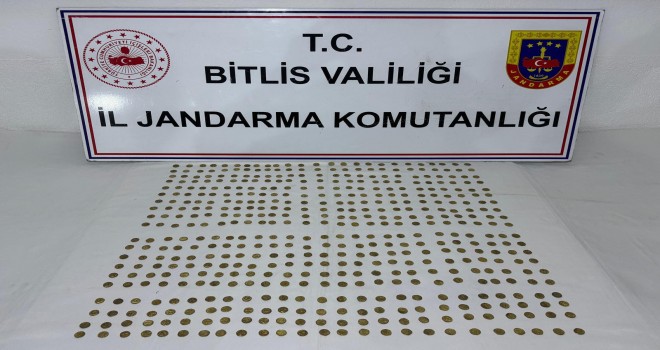 T.C.
BİTLİS VALİLİĞİ
İL JANDARMA KOMUTANLIĞI
JANDARMA